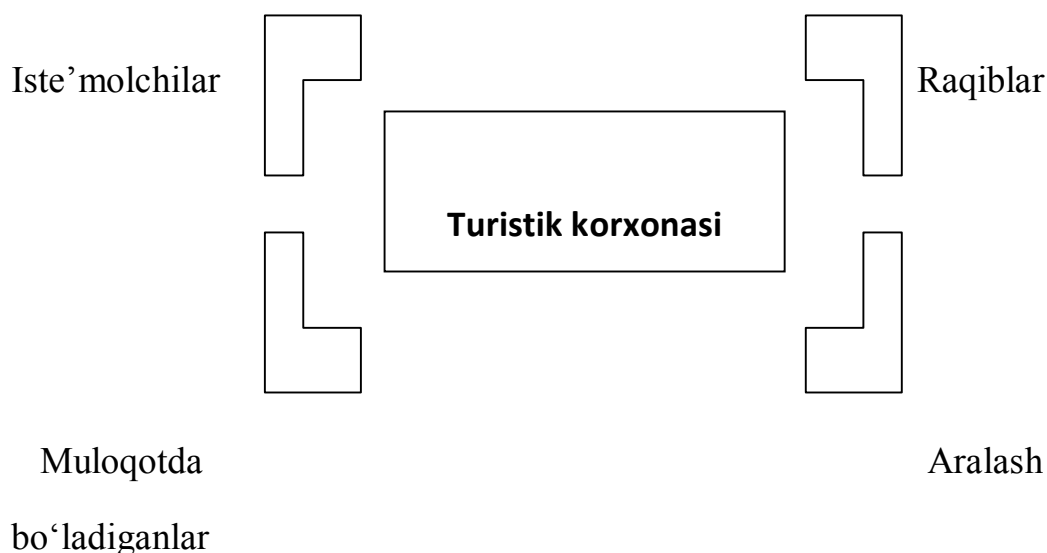 Iste’molchilar
Raqiblar
Turistik korxonasi
Muloqotda
bo‘ladiganlar
Aralash